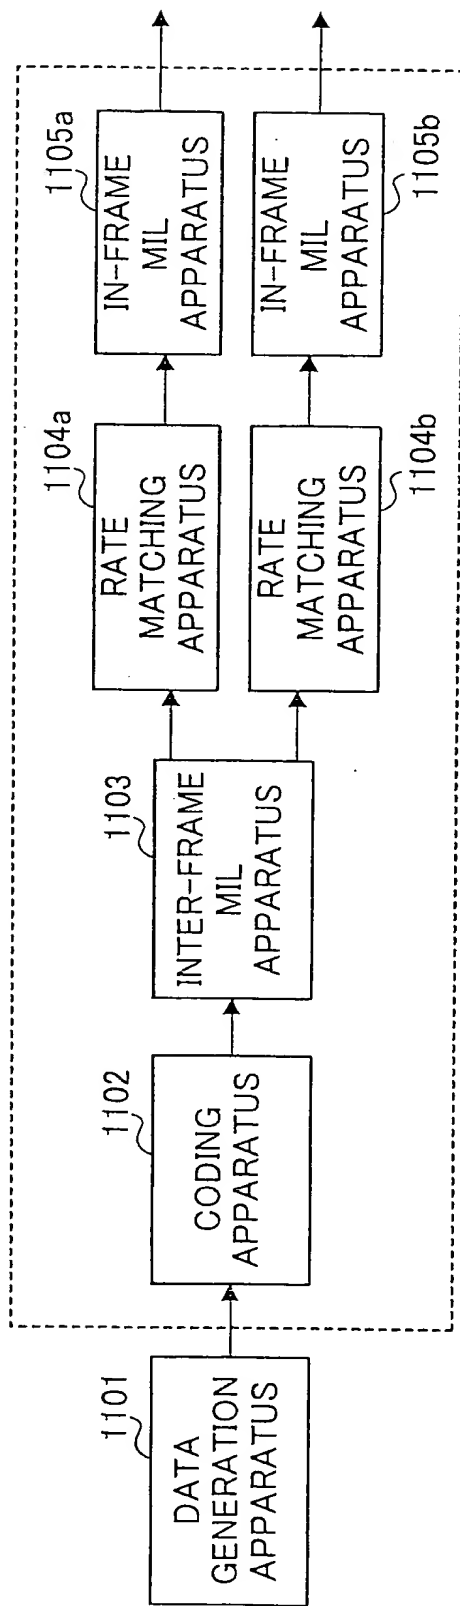 1101
DATA
GENERATION
APPARATUS
1102
CODING
APPARATUS
1103
INTER-FRAME
MIL
APPARATUS
1104a
RATE
MATCHING
APPARATUS
1105a
IN-FRAME
MIL
APPARATUS
RATE
MATCHING
APPARATUS
1104b
IN-FRAME
MIL
APPARATUS
1105b